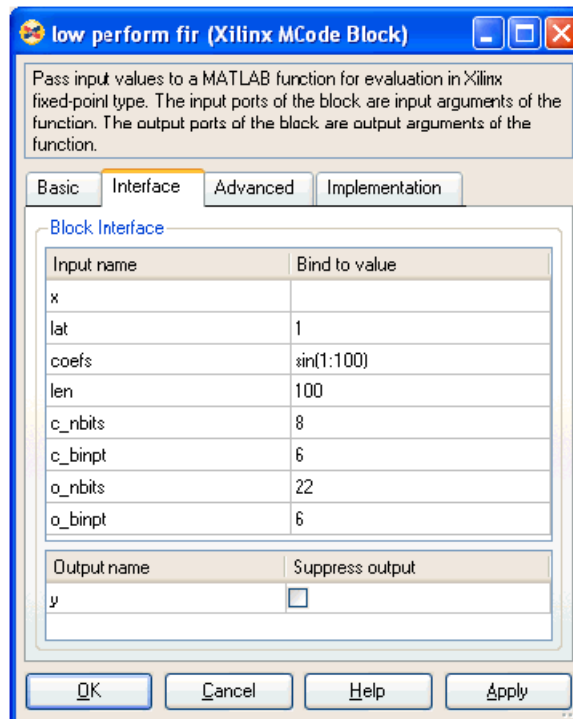 low perform fir (Xilinx MCode Block)
Pass input values to a MATLAB function for evaluation in Xilinx
fixed-point type. The input ports of the block are input arguments of the
function. The output ports of the block are output arguments of the
function.
Basic Interface Advanced Implementation
Block Interface
Input name Bind to value
x
lat 1
coefs sin(1:100)
len 100
c_nbits 8
c_binpt 6
o_nbits 22
o_binpt 6
Output name Suppress output
y
OK Cancel Help Apply